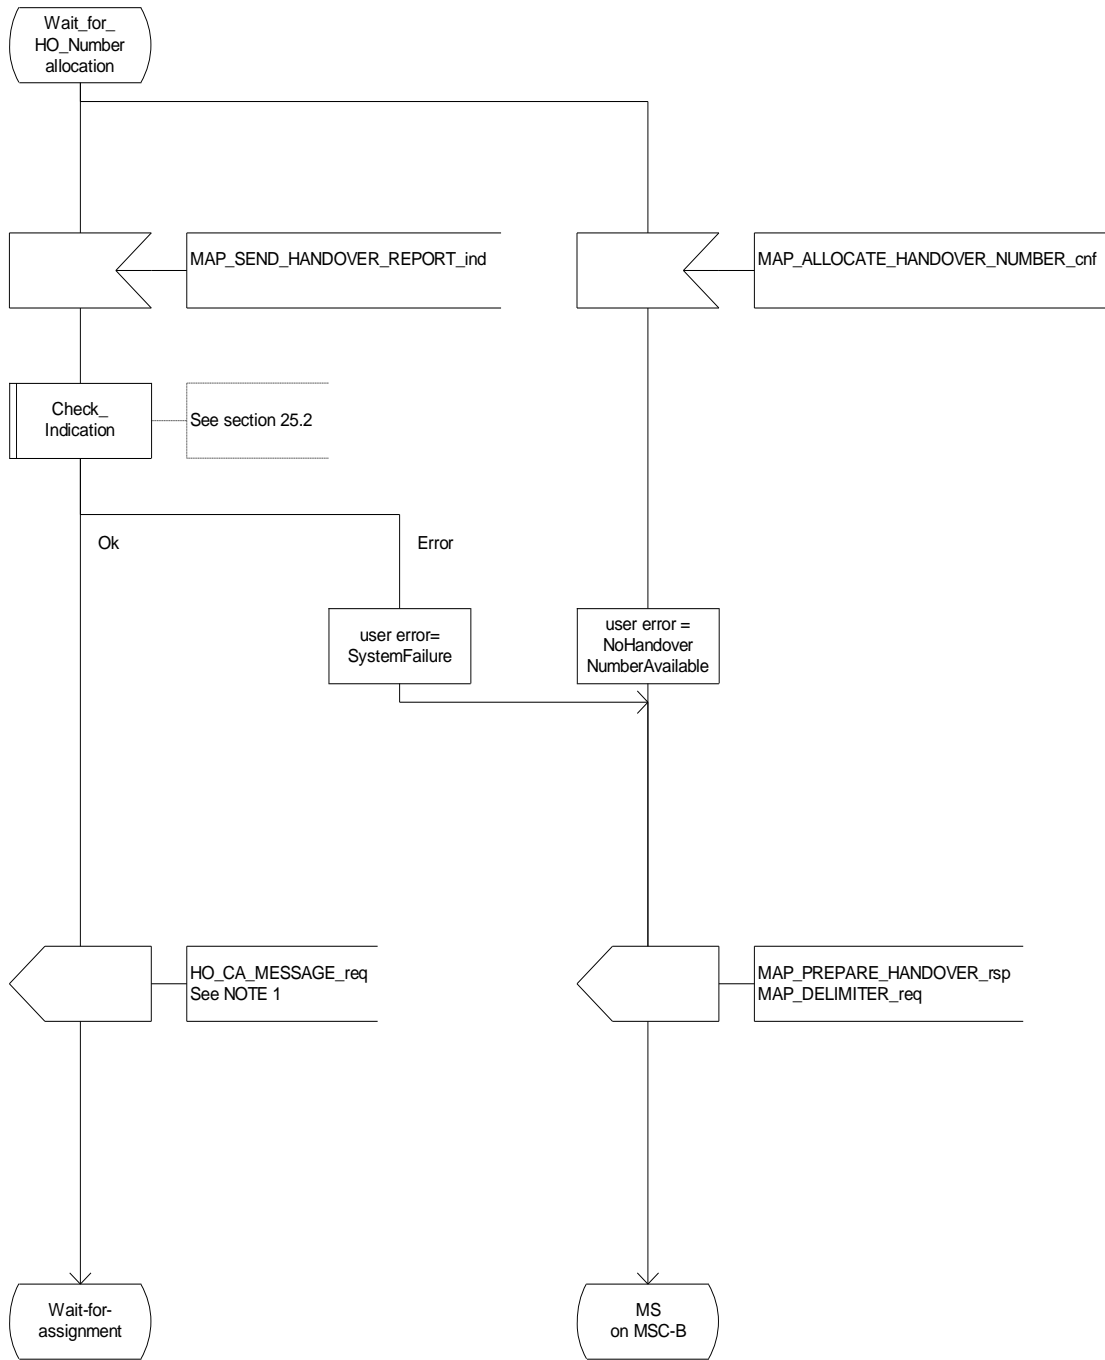 Wait_for_
HO_Number
allocation
MAP_SEND_HANDOVER_REPORT_ind
MAP_ALLOCATE_HANDOVER_NUMBER_cnf
Check_
Indication
See section 25.2
Ok
Error
user error=
SystemFailure
user error =
NoHandover
NumberAvailable
HO_CA_MESSAGE_req
See NOTE 1
MAP_PREPARE_HANDOVER_rsp
MAP_DELIMITER_req
Wait-for-
assignment
MS
on MSC-B